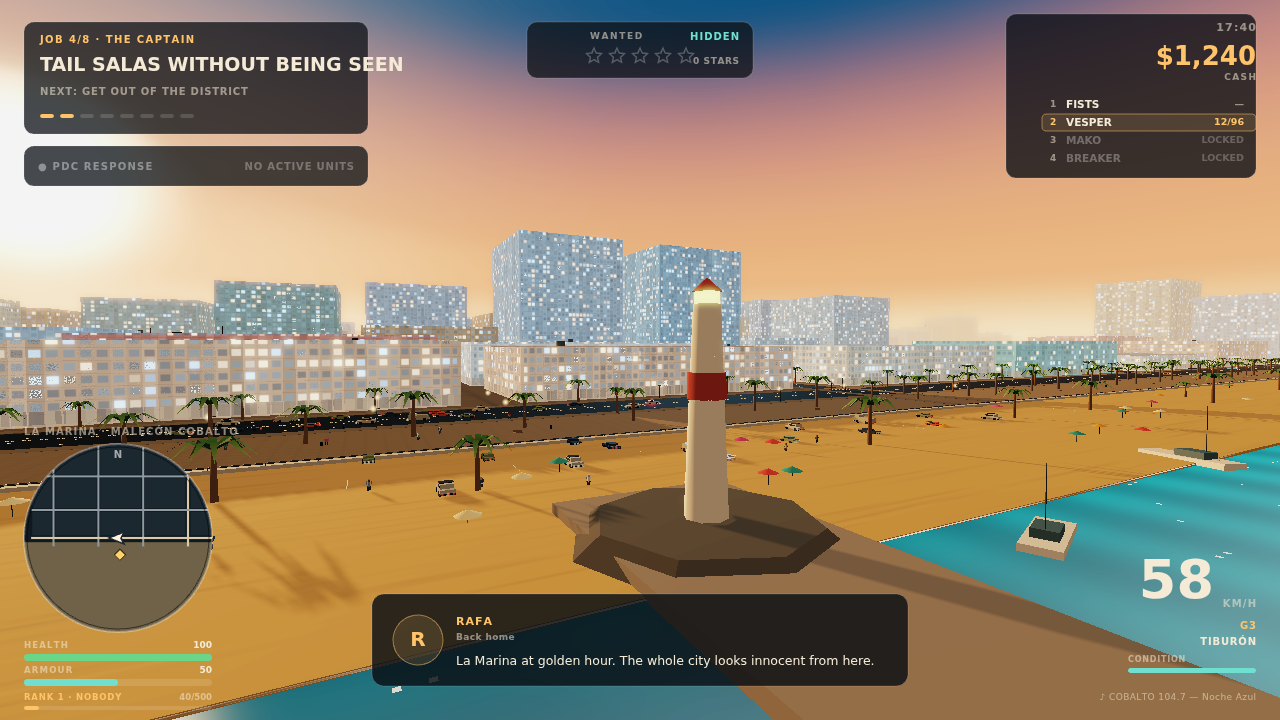 JOB 4/8 · THE CAPTAIN
TAIL SALAS WITHOUT BEING SEEN
NEXT: GET OUT OF THE DISTRICT
● PDC RESPONSE NO ACTIVE UNITS
WANTED HIDDEN
0 STARS
17:40
$1,240
CASH
1 FISTS —
2 VESPER 12/96
3 MAKO LOCKED
4 BREAKER LOCKED
LA MARINA · MALECÓN COBALTO
N
HEALTH 100
ARMOUR 50
RANK 1 · NOBODY 40/500
R
RAFA
Back home
La Marina at golden hour. The whole city looks innocent from here.
58
KM/H
G3
TIBURÓN
CONDITION
♪ COBALTO 104.7 — Noche Azul